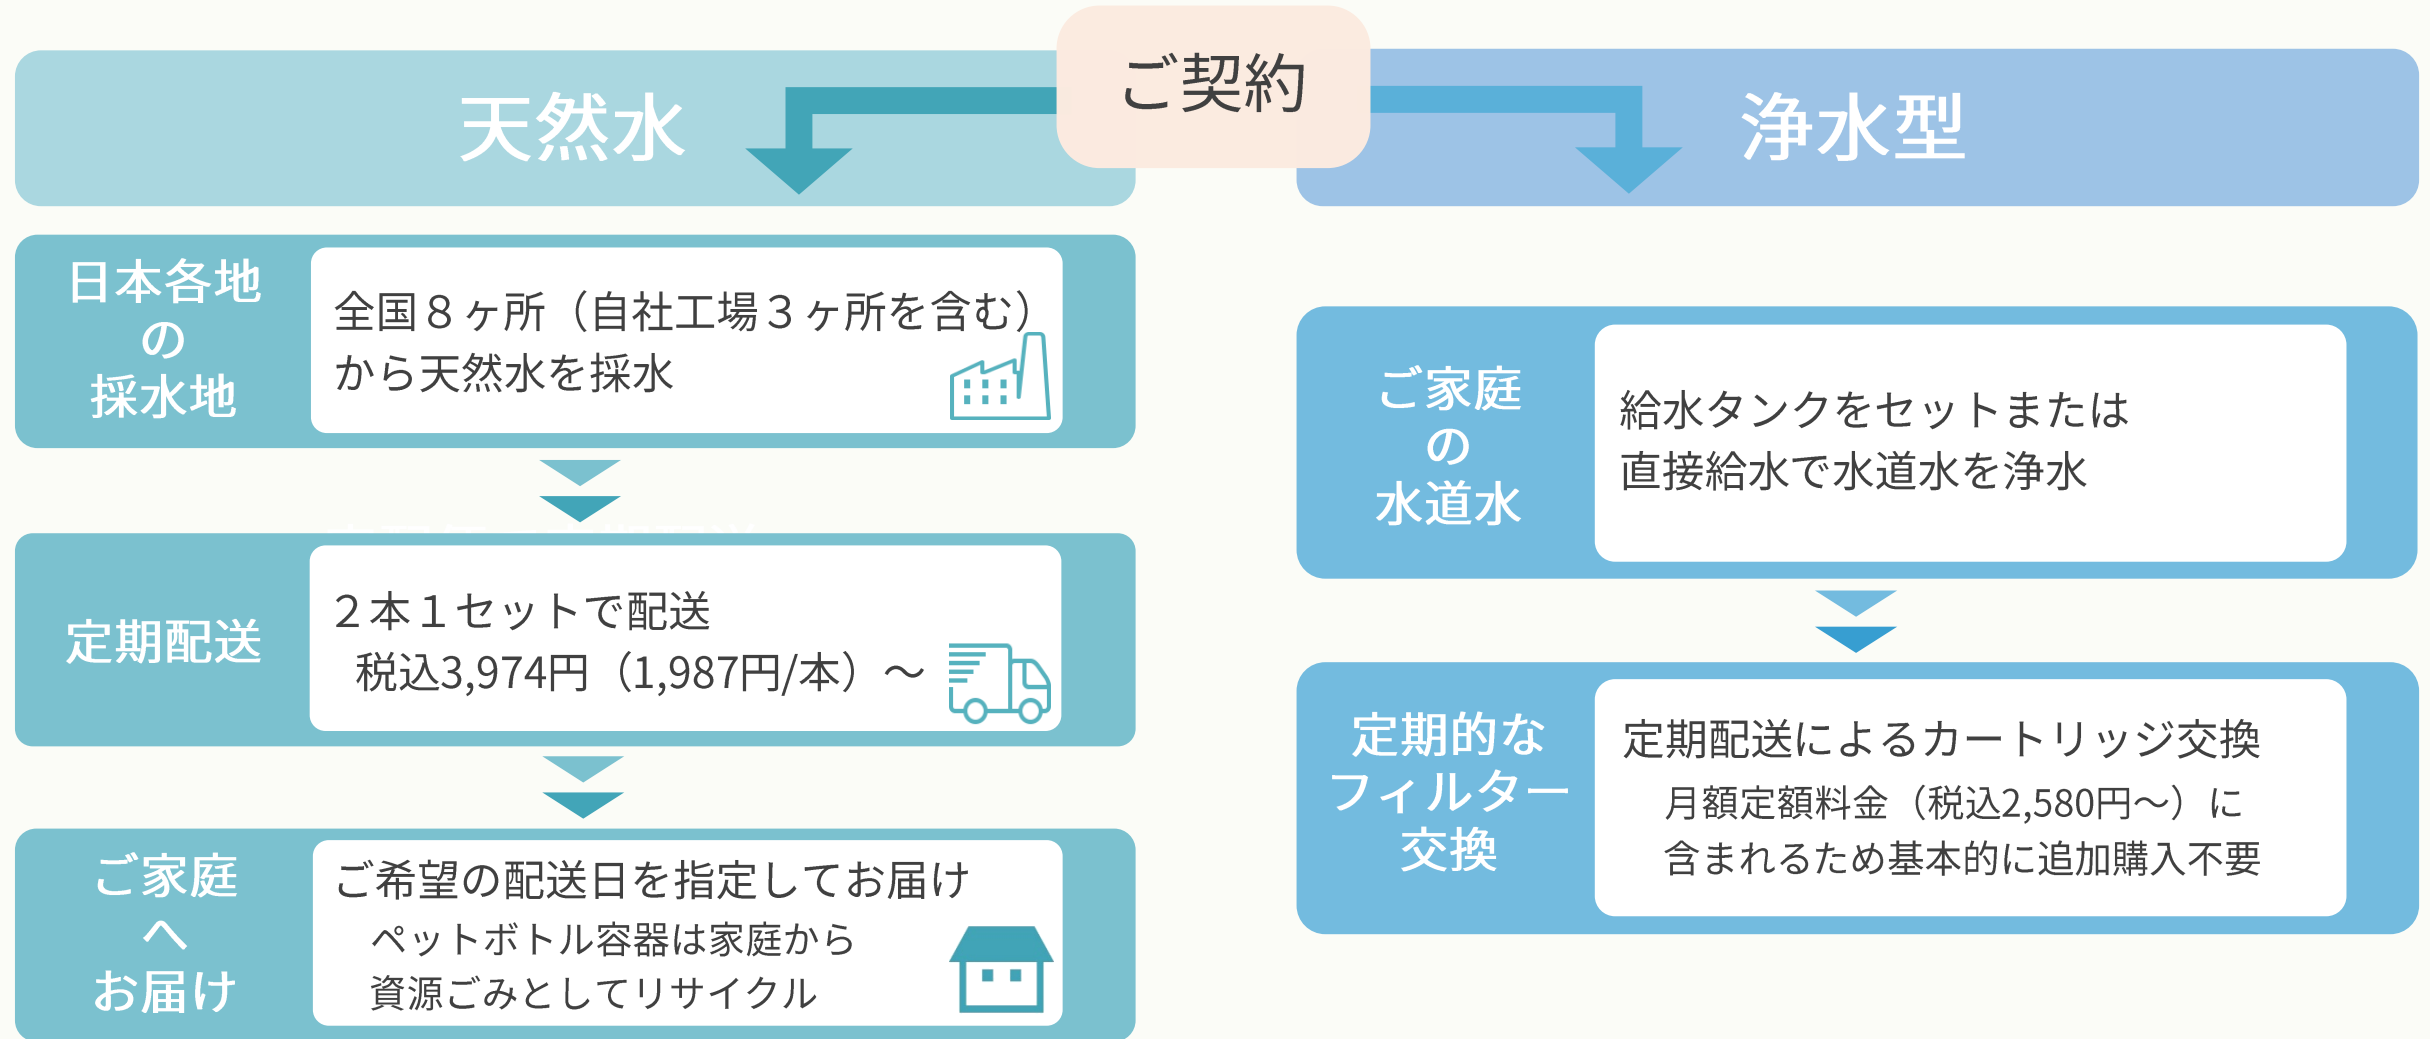 ご契約
天然水
日本各地
の
採水地
全国８ヶ所（自社工場３ヶ所を含む）
から天然水を採水
定期配送
２本１セットで配送
税込3,974円（1,987円/本）～
ご家庭
へ
お届け
ご希望の配送日を指定してお届け
ペットボトル容器は家庭から
資源ごみとしてリサイクル
浄水型
ご家庭
の
水道水
給水タンクをセットまたは
直接給水で水道水を浄水
定期的な
フィルター
交換
定期配送によるカートリッジ交換
月額定額料金（税込2,580円～）に
含まれるため基本的に追加購入不要